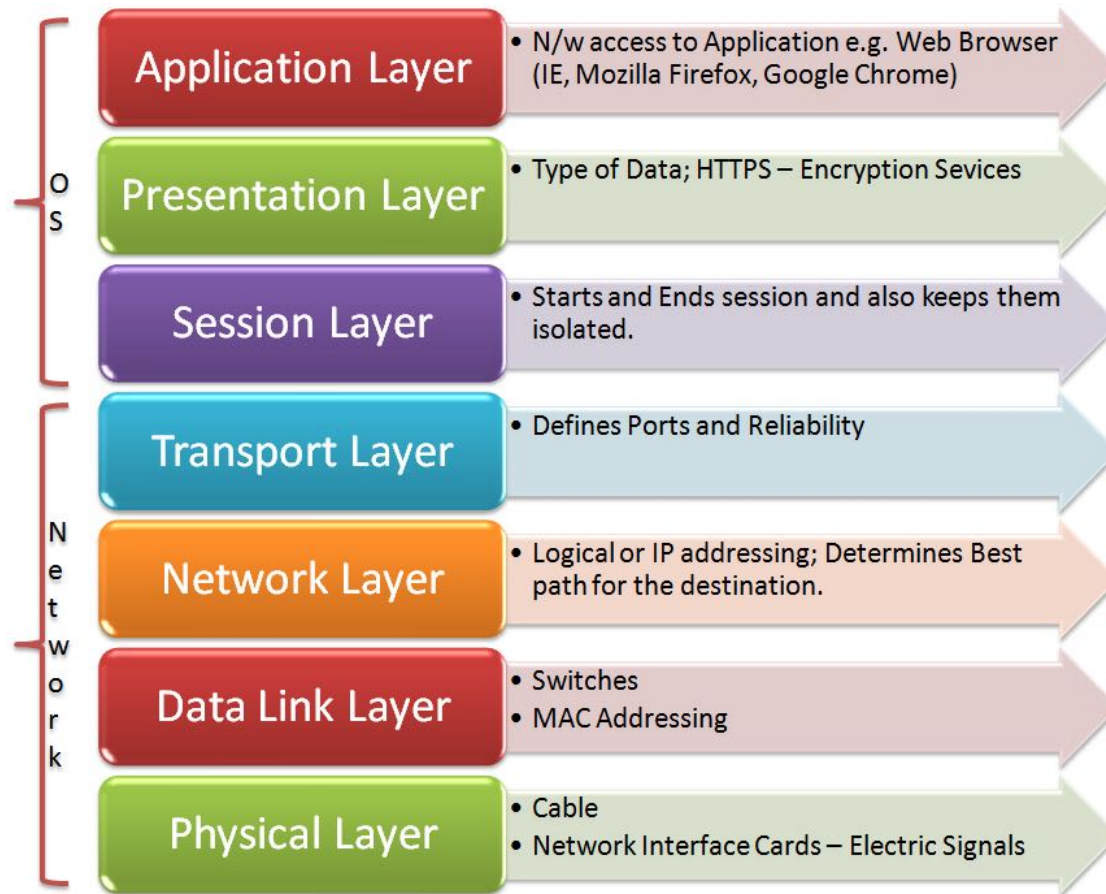 Application Layer
• N/w access to Application e.g. Web Browser
(IE, Mozilla Firefox, Google Chrome)
O
S
Presentation Layer
• Type of Data; HTTPS – Encryption Sevices
Session Layer
• Starts and Ends session and also keeps them
isolated.
N
e
t
w
o
r
k
Transport Layer
• Defines Ports and Reliability
Network Layer
• Logical or IP addressing; Determines Best
path for the destination.
Data Link Layer
• Switches
• MAC Addressing
Physical Layer
• Cable
• Network Interface Cards – Electric Signals